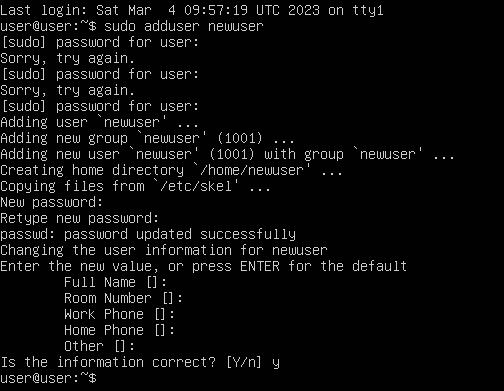 Last login: Sat Mar  4 09:57:19 UTC 2023 on tty1
user@user:~$ sudo adduser newuser
[sudo] password for user:
Sorry, try again.
[sudo] password for user:
Sorry, try again.
[sudo] password for user:
Adding user `newuser' ...
Adding new group `newuser' (1001) ...
Adding new user `newuser' (1001) with group `newuser' ...
Creating home directory `/home/newuser' ...
Copying files from `/etc/skel' ...
New password:
Retype new password:
passwd: password updated successfully
Changing the user information for newuser
Enter the new value, or press ENTER for the default
        Full Name []:
        Room Number []:
        Work Phone []:
        Home Phone []:
        Other []:
Is the information correct? [Y/n] y
user@user:~$